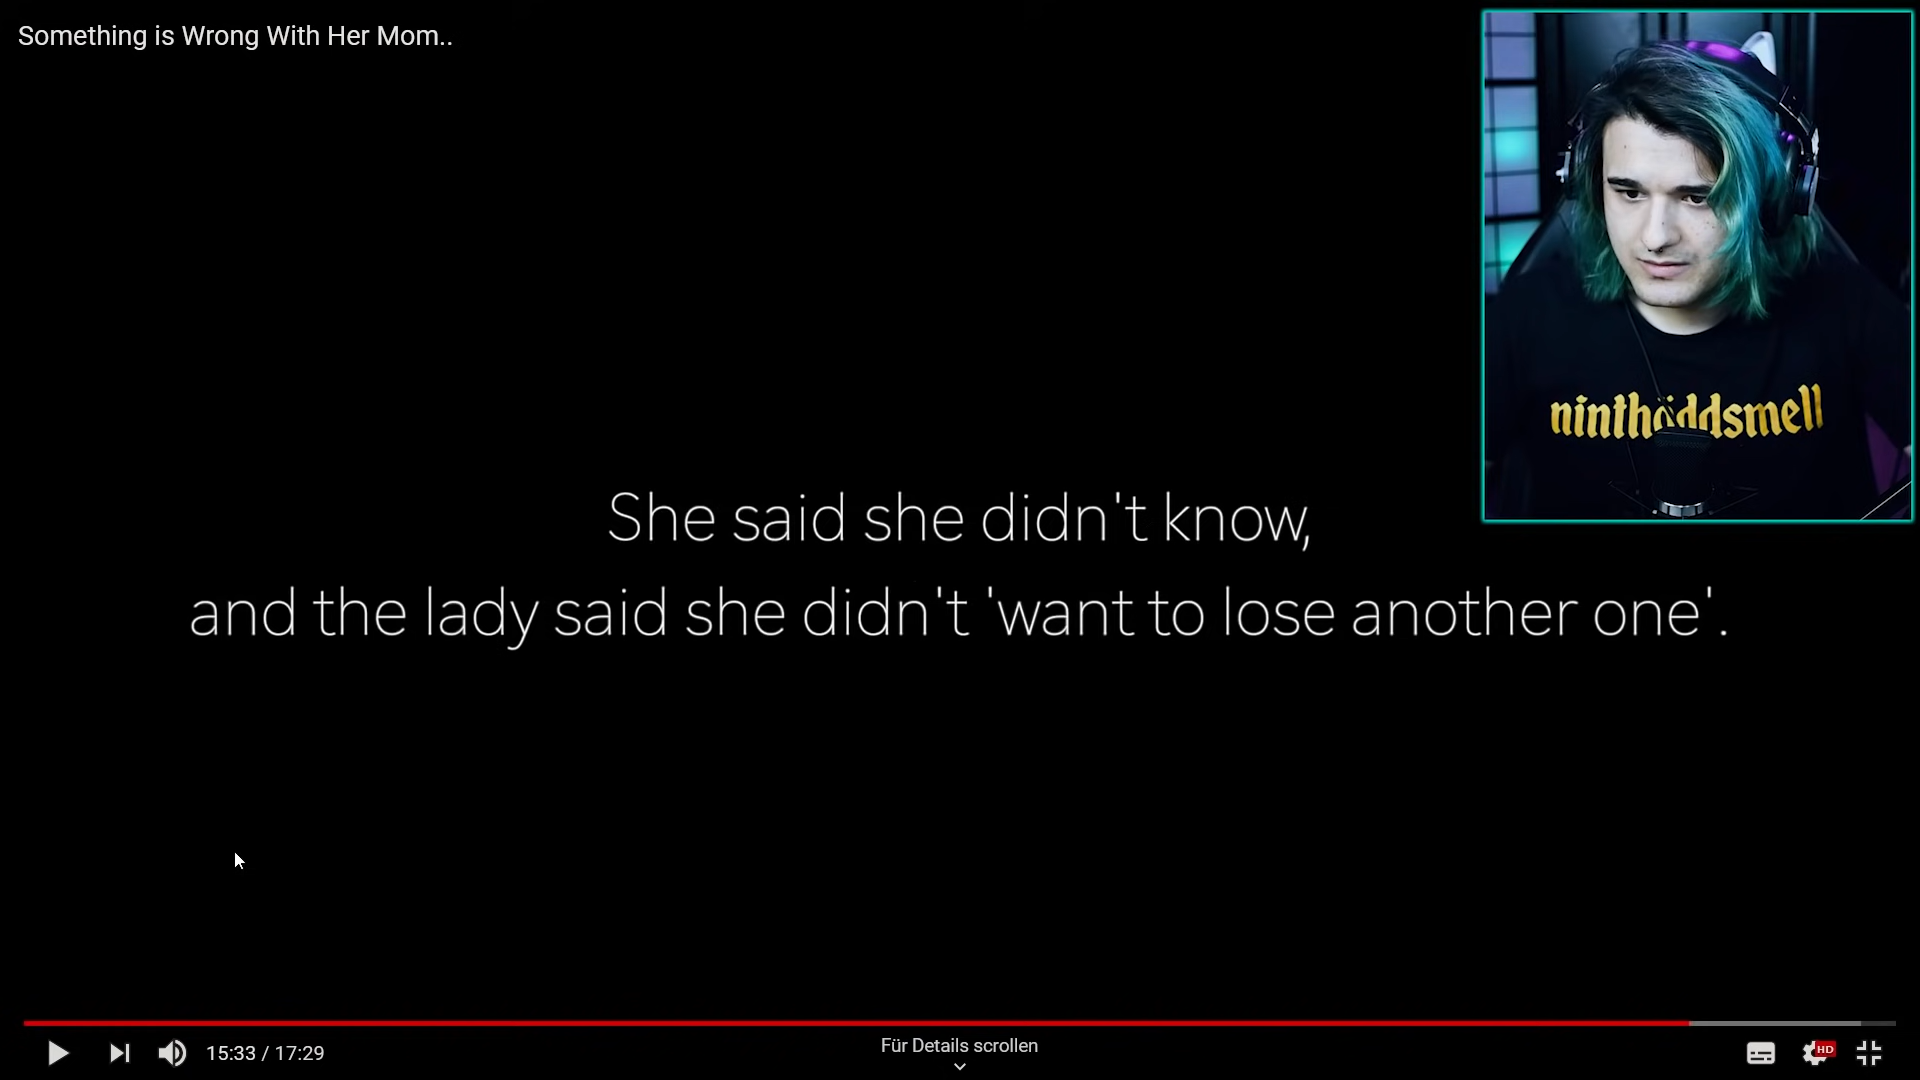 Something is Wrong With Her Mom..
ninthöddsmell
She said she didn't know,
and the lady said she didn't 'want to lose another one'.
15:33 / 17:29
Für Details scrollen
HD